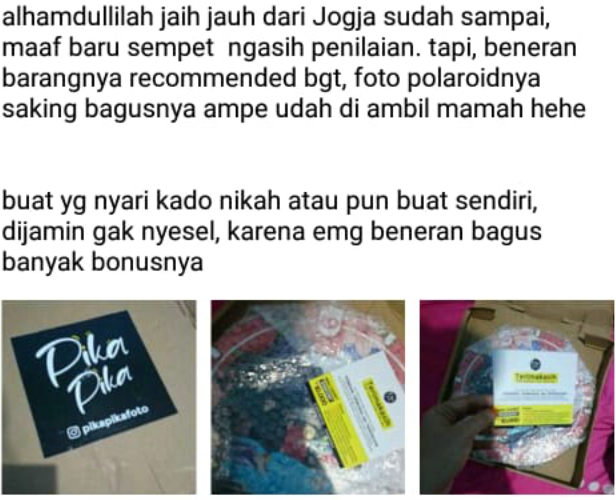 alhamdullilah jaih jauh dari Jogja sudah sampai,
maaf baru sempet ngasih penilaian. tapi, beneran
barangnya recommended bgt, foto polaroidnya
saking bagusnya ampe udah di ambil mamah hehe
buat yg nyari kado nikah atau pun buat sendiri,
dijamin gak nyesel, karena emg beneran bagus
banyak bonusnya
Pika
Pika
pikapikafoto
Terimakasih
Terimakasih